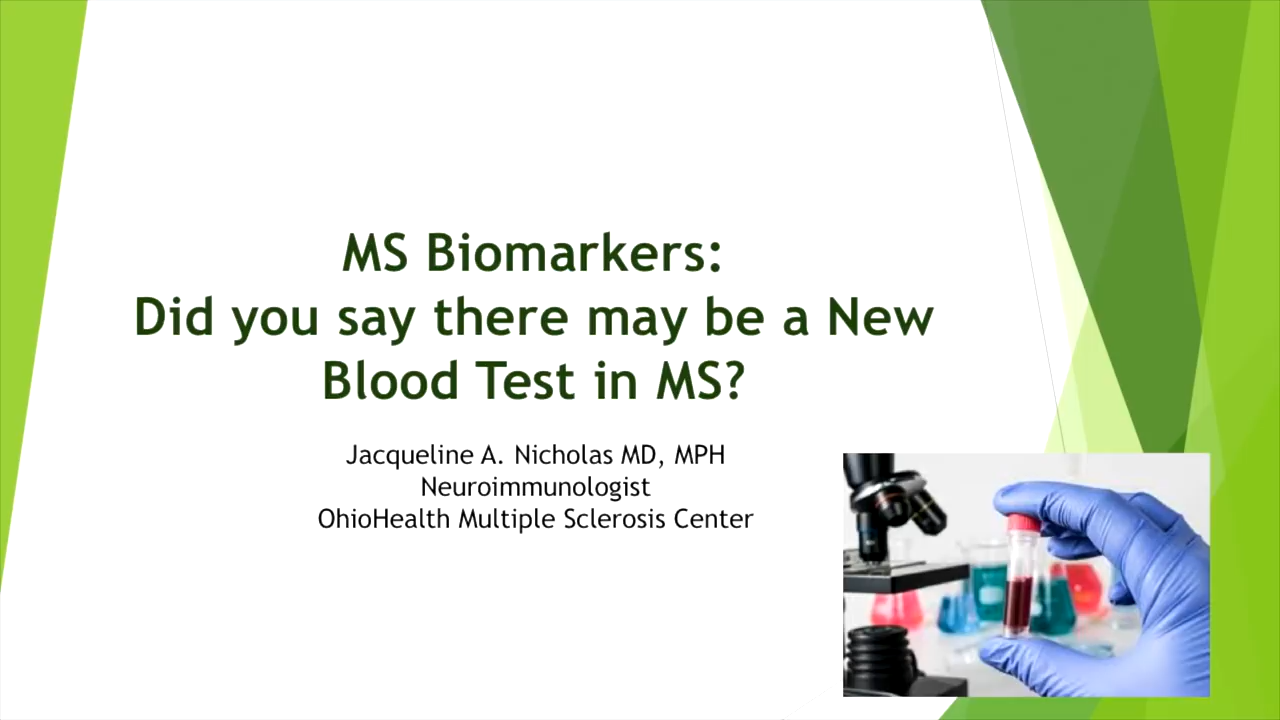 MS Biomarkers:
Did you say there may be a New
Blood Test in MS?
Jacqueline A. Nicholas MD, MPH
Neuroimmunologist
OhioHealth Multiple Sclerosis Center